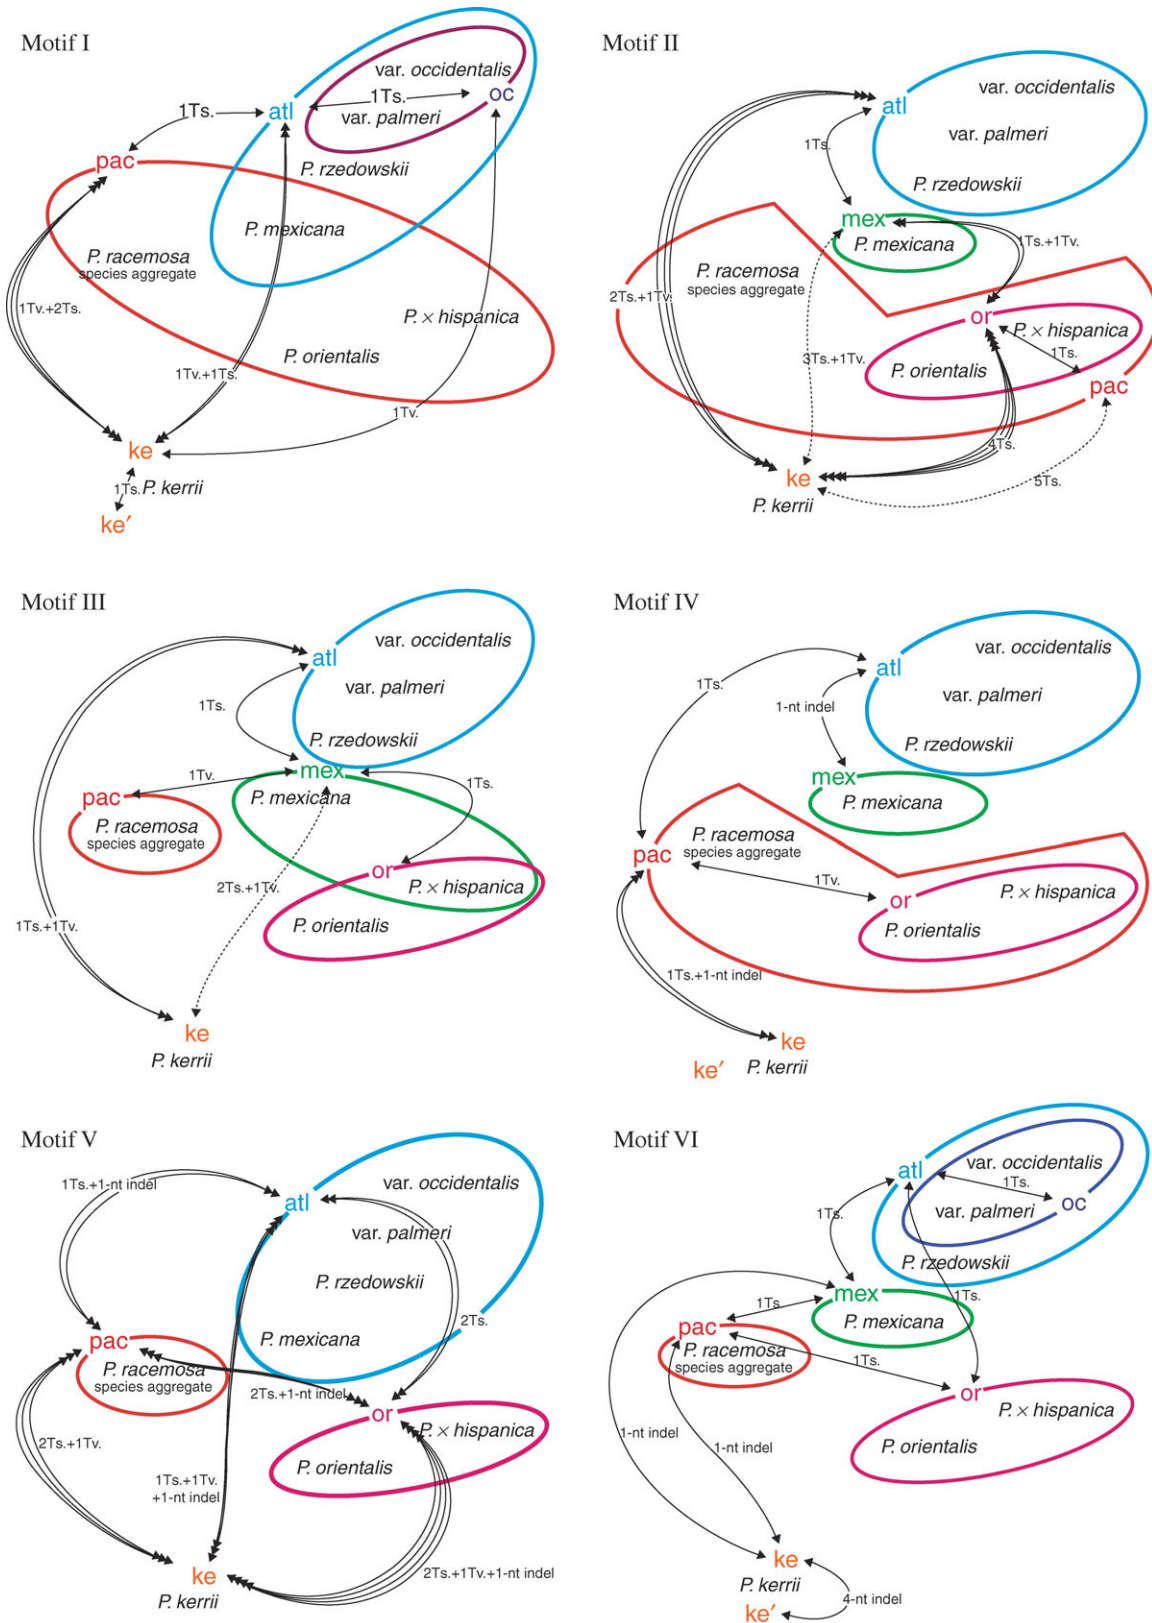 Motif I
var. occidentalis
1Ts.
atl
1Ts.
oc
var. palmeri
pac
P. rzedowskii
P. mexicana
P. racemosa
species aggregate
1Tv.+2Ts.
P. × hispanica
P. orientalis
1Tv.+1Ts.
1Tv.
ke
1Ts.
P. kerrii
ke′
Motif II
var. occidentalis
atl
var. palmeri
1Ts.
P. rzedowskii
mex
P. mexicana
1Ts.+1Tv.
P. racemosa
species aggregate
2Ts.+1Tv.
or
P. × hispanica
1Ts.
3Ts.+1Tv.
P. orientalis
pac
4Ts.
ke
5Ts.
P. kerrii
Motif III
var. occidentalis
atl
var. palmeri
1Ts.
P. rzedowskii
mex
1Tv.
1Ts.
pac
P. mexicana
P. racemosa
species aggregate
or
2Ts.+1Tv.
P. × hispanica
1Ts.+1Tv.
P. orientalis
ke
P. kerrii
Motif IV
var. occidentalis
atl
1Ts.
var. palmeri
1-nt indel
P. rzedowskii
mex
P. mexicana
P. racemosa
species aggregate
pac
1Tv.
or
P. × hispanica
P. orientalis
1Ts.+1-nt indel
ke
ke′
P. kerrii
Motif V
1Ts.+1-nt indel
var. occidentalis
atl
var. palmeri
P. rzedowskii
2Ts.
pac
P. mexicana
P. racemosa
species aggregate
2Ts.+1-nt indel
or
P. × hispanica
2Ts.+1Tv.
P. orientalis
1Ts.+1Tv.
+1-nt indel
2Ts.+1Tv.+1-nt indel
ke
P. kerrii
Motif VI
var. occidentalis
atl
1Ts.
oc
1Ts.
var. palmeri
P. rzedowskii
mex
1Ts.
1Ts.
P. mexicana
pac
P. racemosa
species aggregate
1Ts.
or
P. × hispanica
1-nt indel
1-nt indel
P. orientalis
ke
P. kerrii
4-nt indel
ke′